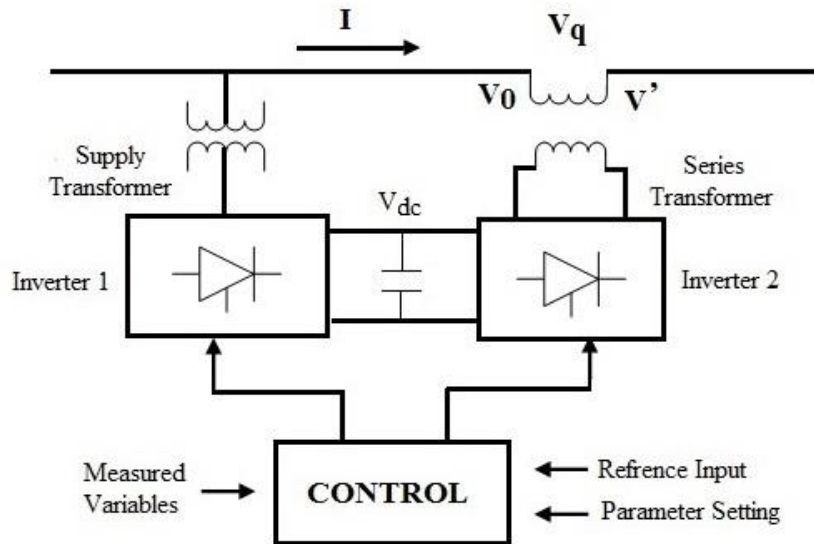 I
Vq
V0
V'
Supply
Transformer
Series
Transformer
Vdc
Inverter 1
Inverter 2
Measured
Variables
CONTROL
Refrence Input
Parameter Setting